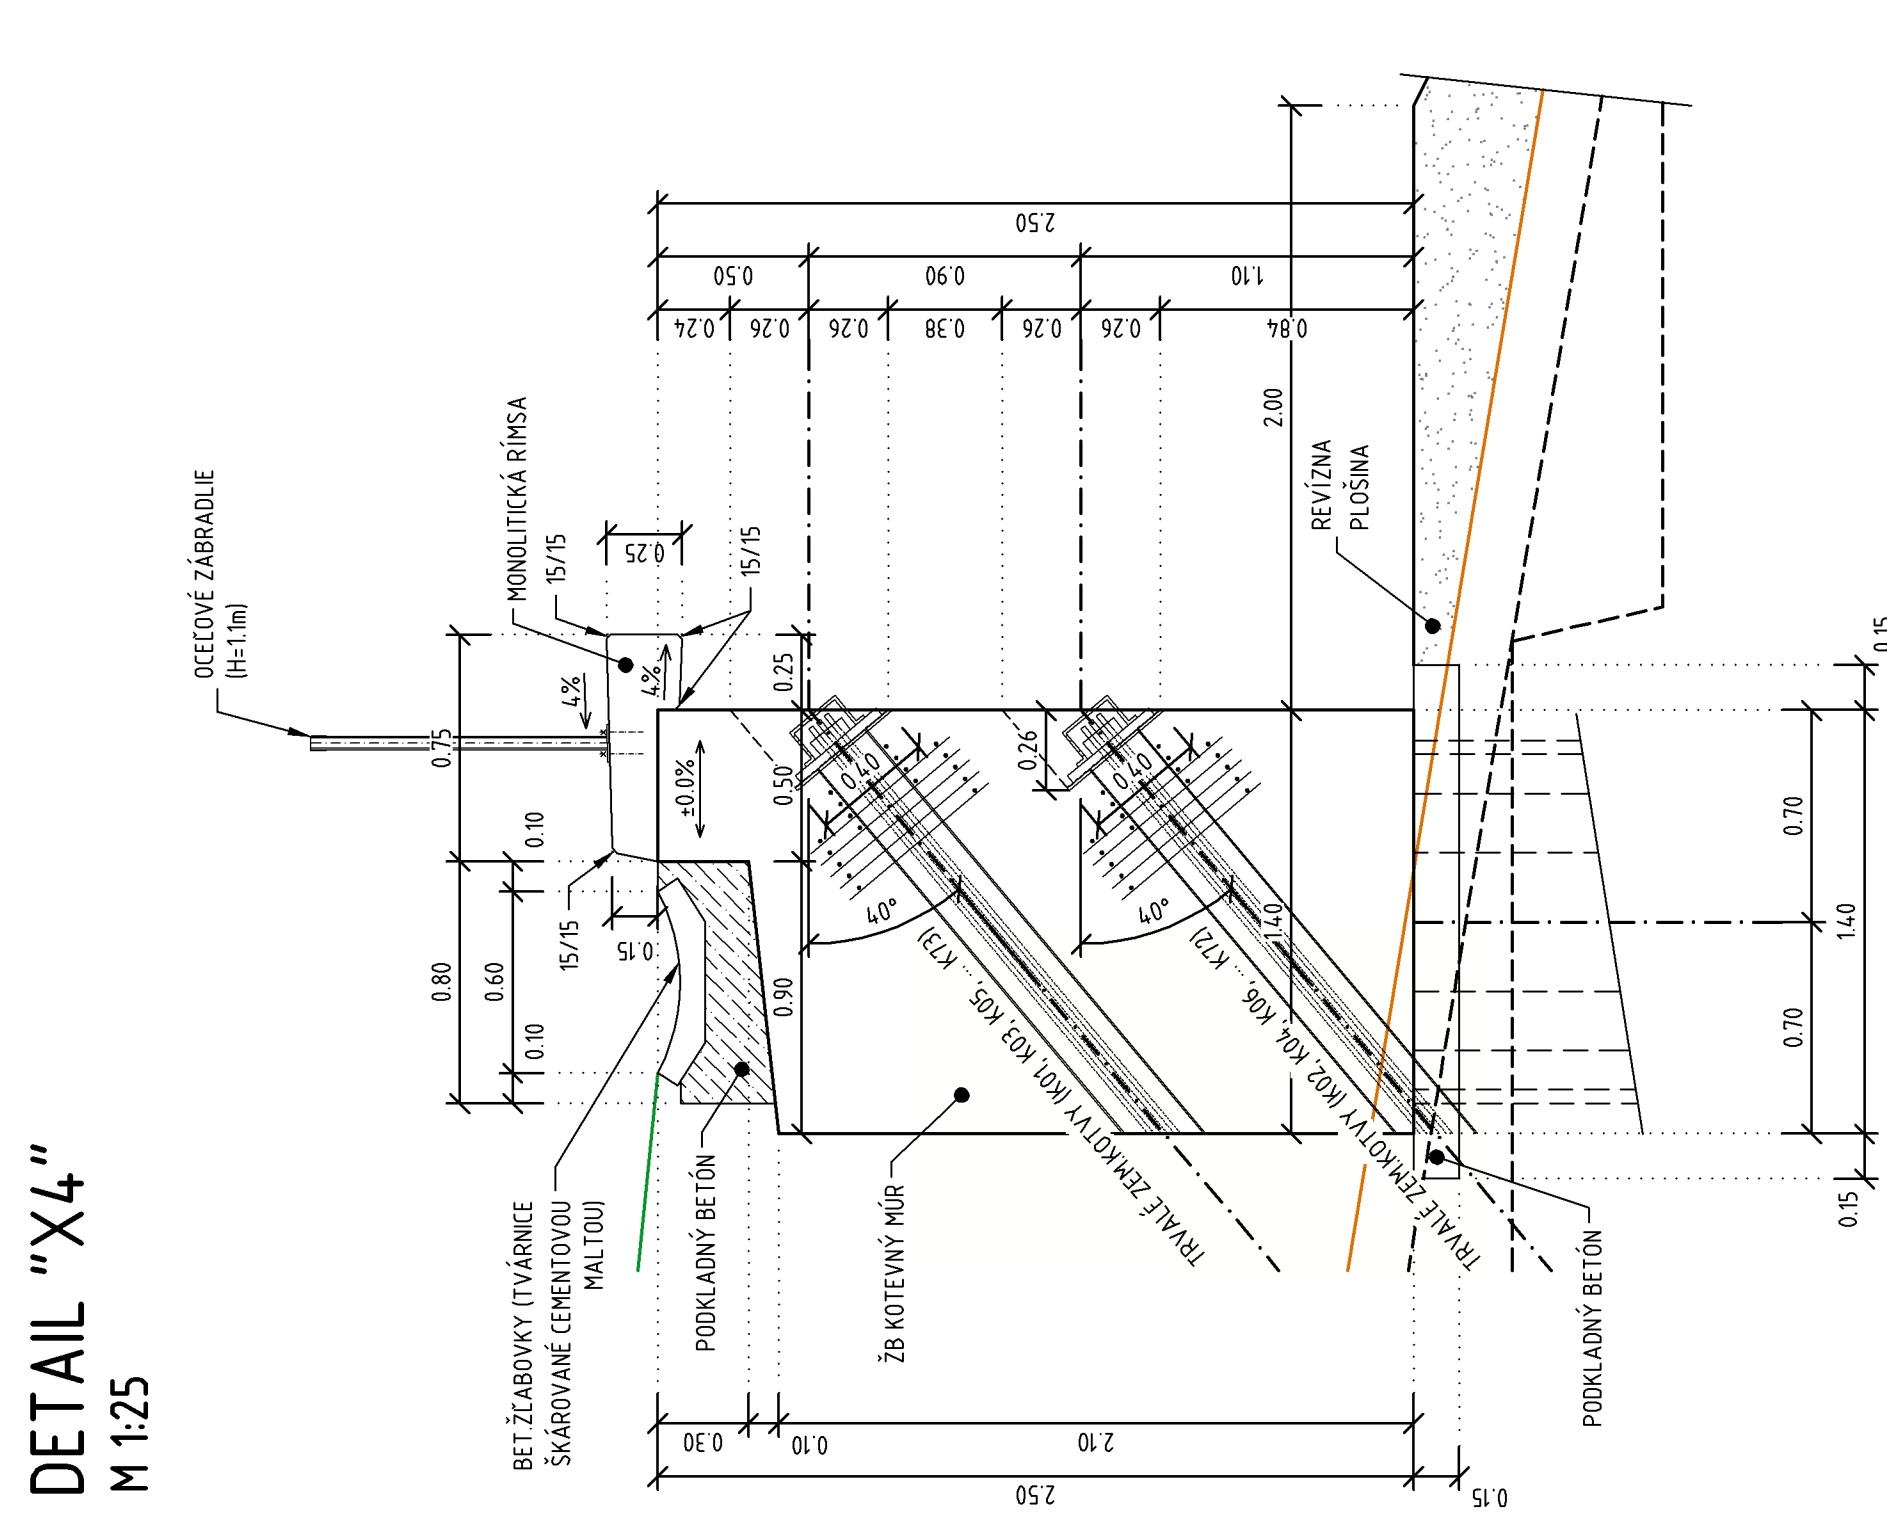 DETAIL "X4"
M 1:25
OCEĽOVÉ ZÁBRADLIE
(H=1.1m)
MONOLITICKÁ RÍMSA
15/15
0.25
15/15
4%
4%
0.75
0.10
0.80
0.60
0.10
15/15
0.15
±0.0%
0.25
0.50
0.90
BET.ŽĽABOVKY (TVÁRNICE
ŠKÁROVANÉ CEMENTOVOU
MALTOU)
PODKLADNÝ BETÓN
ŽB KOTEVNÝ MÚR
TRVALÉ ZEM.KOTVY (K01, K03, K05, ... K73)
TRVALÉ ZEM.KOTVY (K02, K04, K06, ... K72)
0.40
40°
0.40
40°
0.26
2.50
0.50
0.90
1.10
0.24
0.26
0.26
0.38
0.26
0.26
0.84
2.00
1.40
REVÍZNA
PLOŠINA
PODKLADNÝ BETÓN
0.15
0.70
1.40
0.70
0.15
0.30
0.10
2.10
2.50
0.15